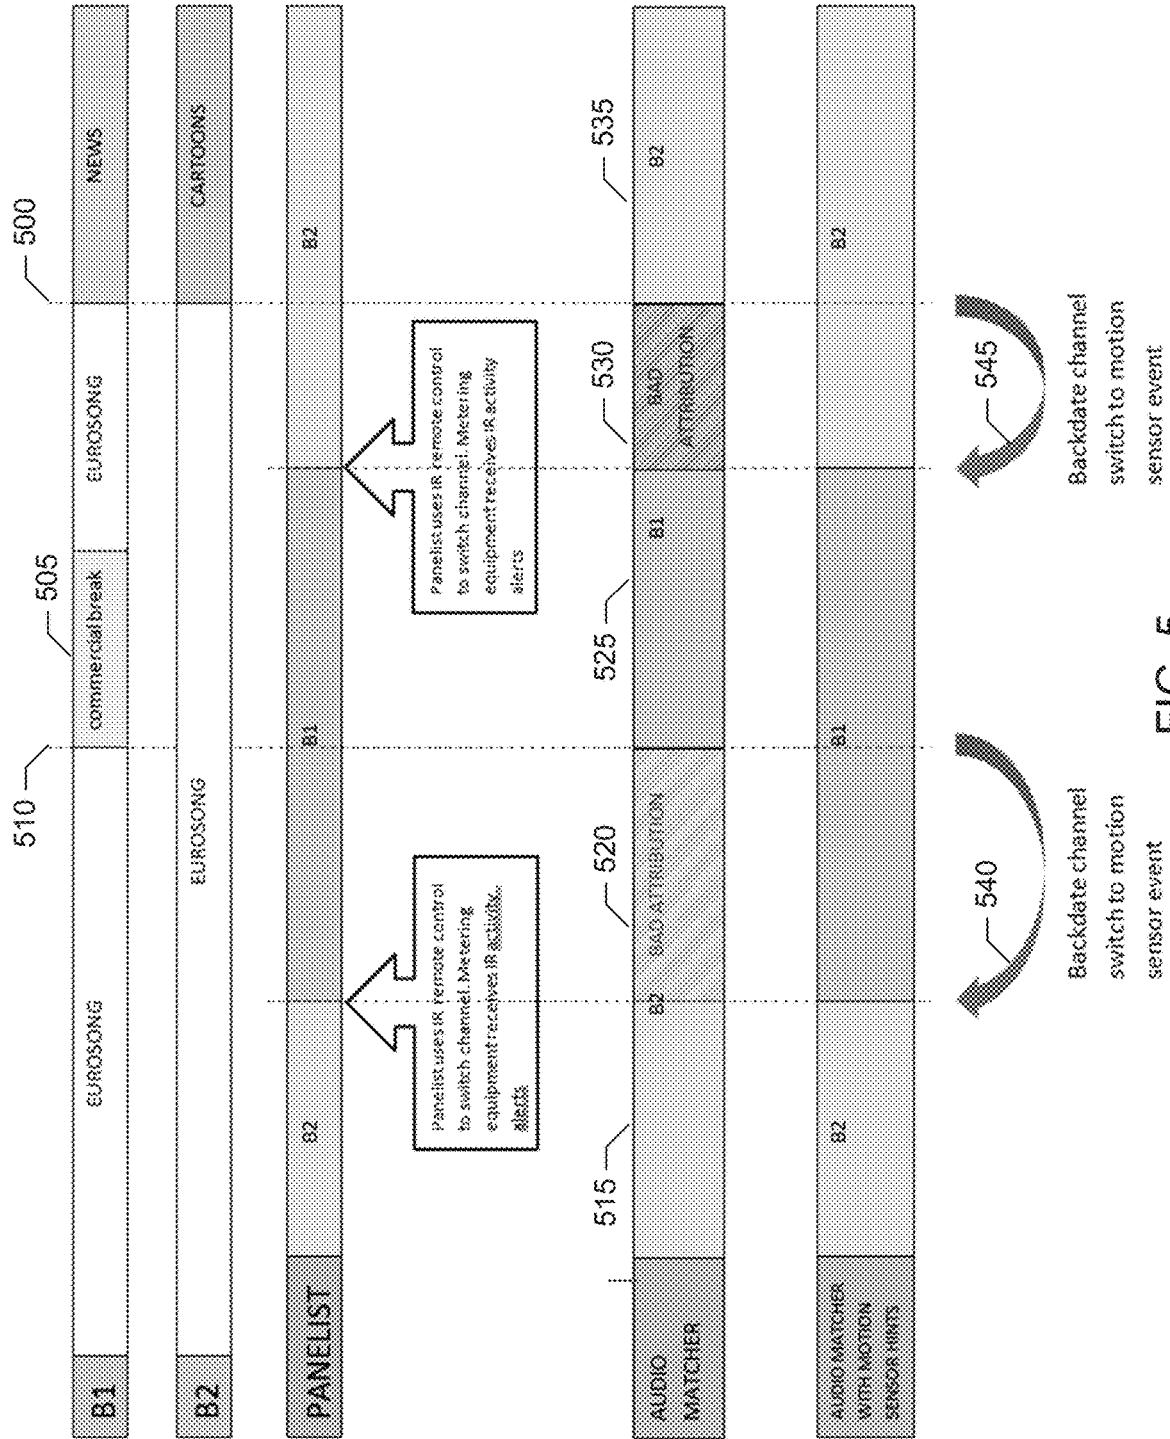 500
510
505
B1
EUROSONG
commercial break
EUROSONG
NEWS
B2
EUROSONG
CARTOONS
PANELIST
B2
B1
B2
Panelist uses IR remote control
to switch channel. Metering
equipment receives IR activity
alerts
Panelist uses IR remote control
to switch channel. Metering
equipment receives IR activity
alerts
515
520
525
530
535
AUDIO
MATCHER
B2
BAD ATTRIBUTION
B1
BAD
ATTRIBUTION
B2
AUDIO MATCHER
WITH MOTION
SENSOR HINTS
B2
B1
B2
540
545
Backdate channel
switch to motion
sensor event
Backdate channel
switch to motion
sensor event
FIG. 5